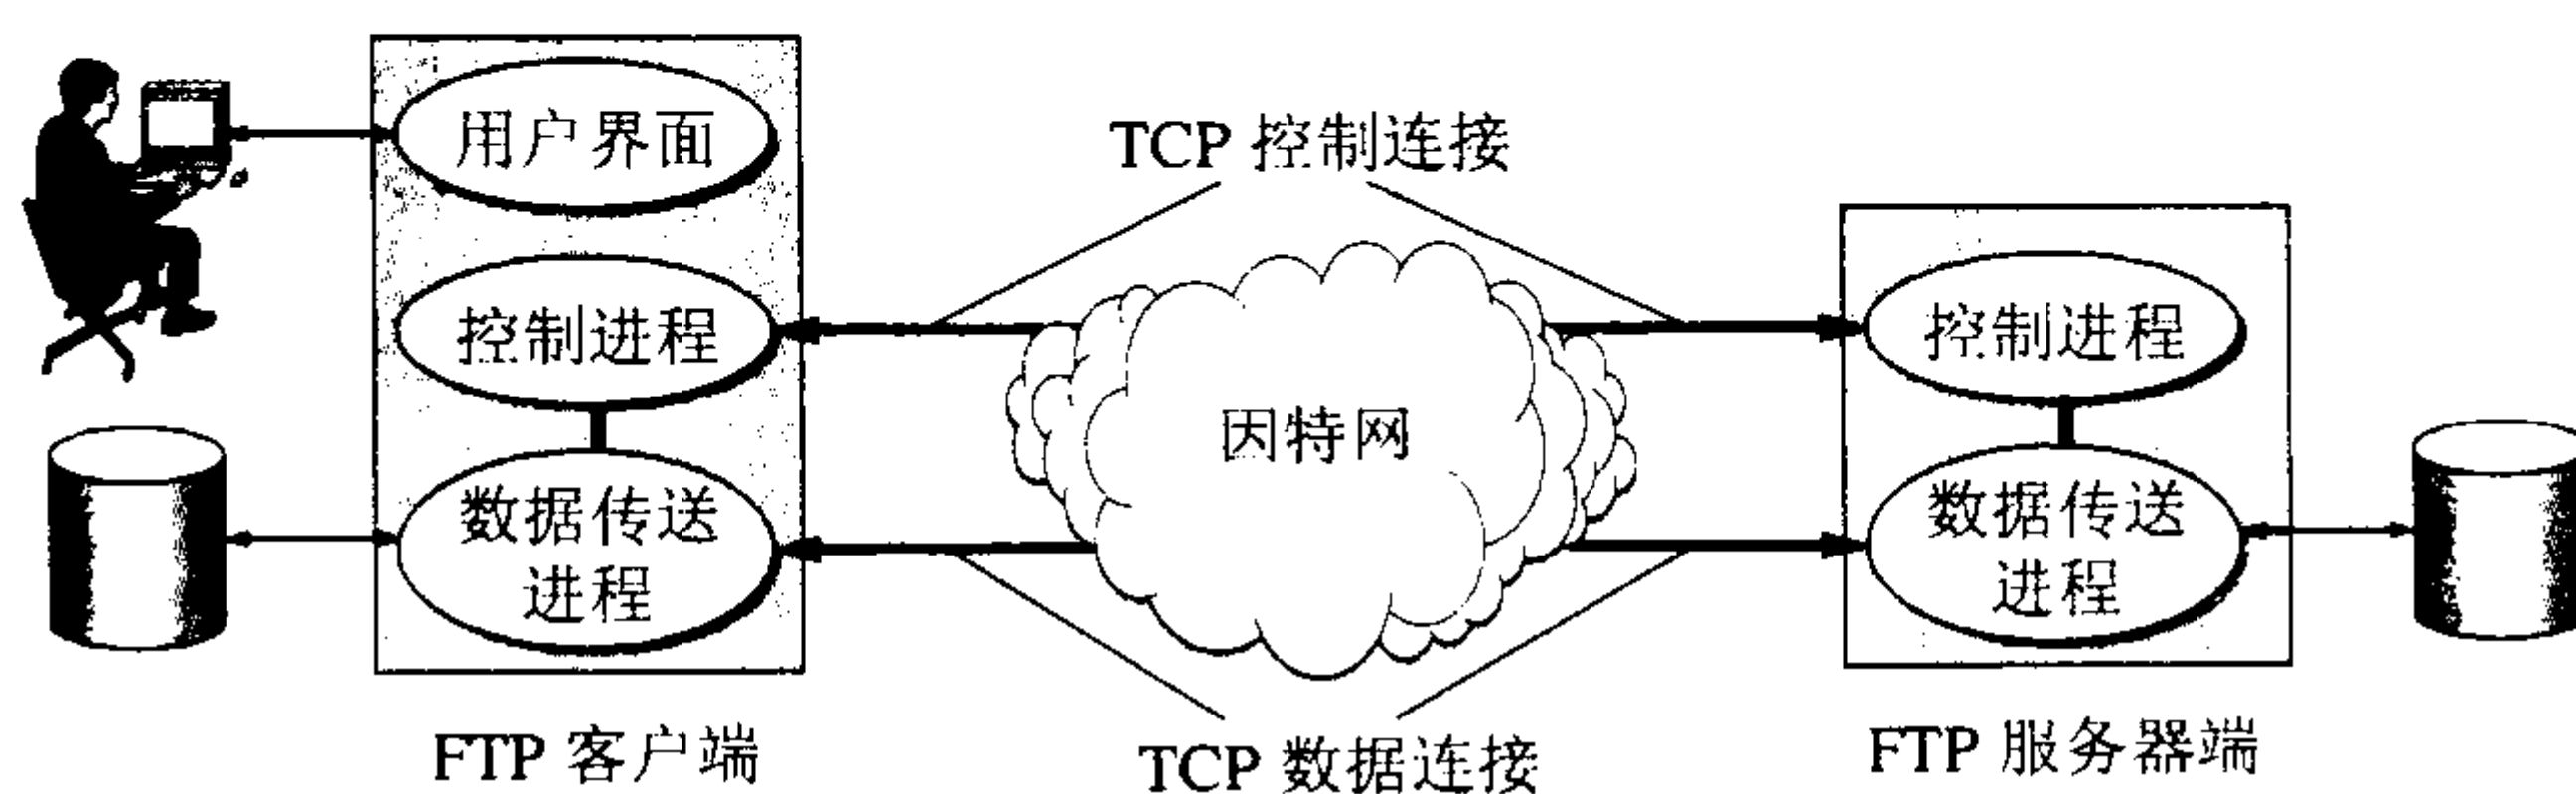 用户界面
TCP 控制连接
控制进程
控制进程
因特网
数据传送
进程
数据传送
进程
FTP 客户端
TCP 数据连接
FTP 服务器端